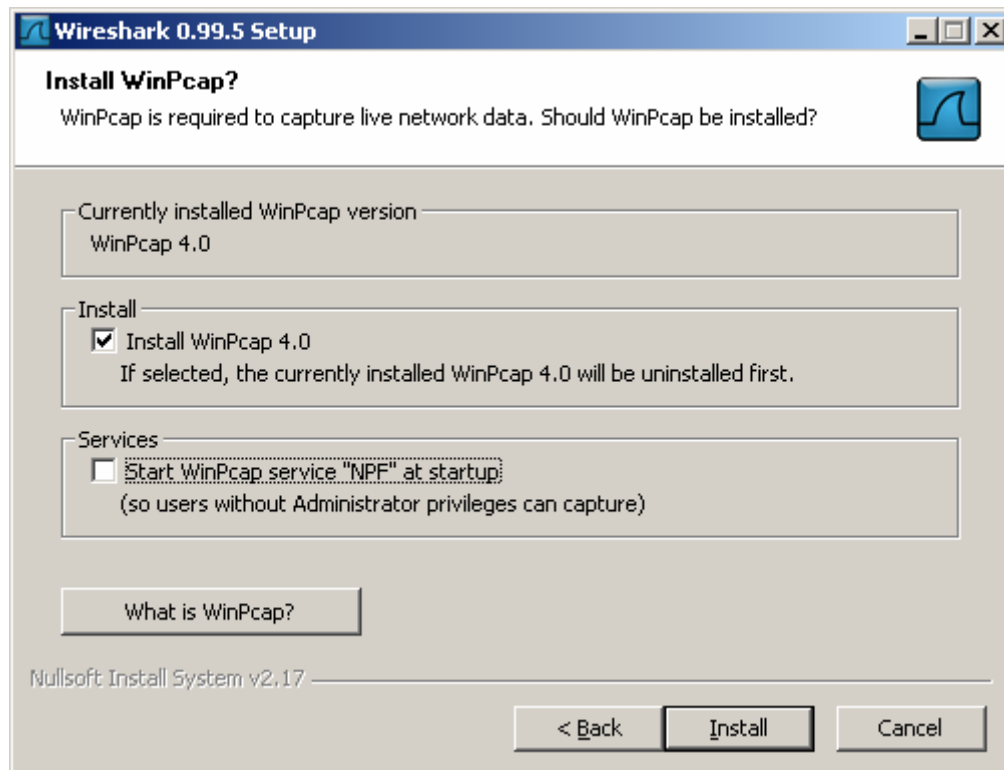 Wireshark 0.99.5 Setup
Install WinPcap?
WinPcap is required to capture live network data. Should WinPcap be installed?
Currently installed WinPcap version
WinPcap 4.0
Install
Install WinPcap 4.0
If selected, the currently installed WinPcap 4.0 will be uninstalled first.
Services
Start WinPcap service "NPF" at startup
(so users without Administrator privileges can capture)
What is WinPcap?
Nullsoft Install System v2.17
< Back Install Cancel